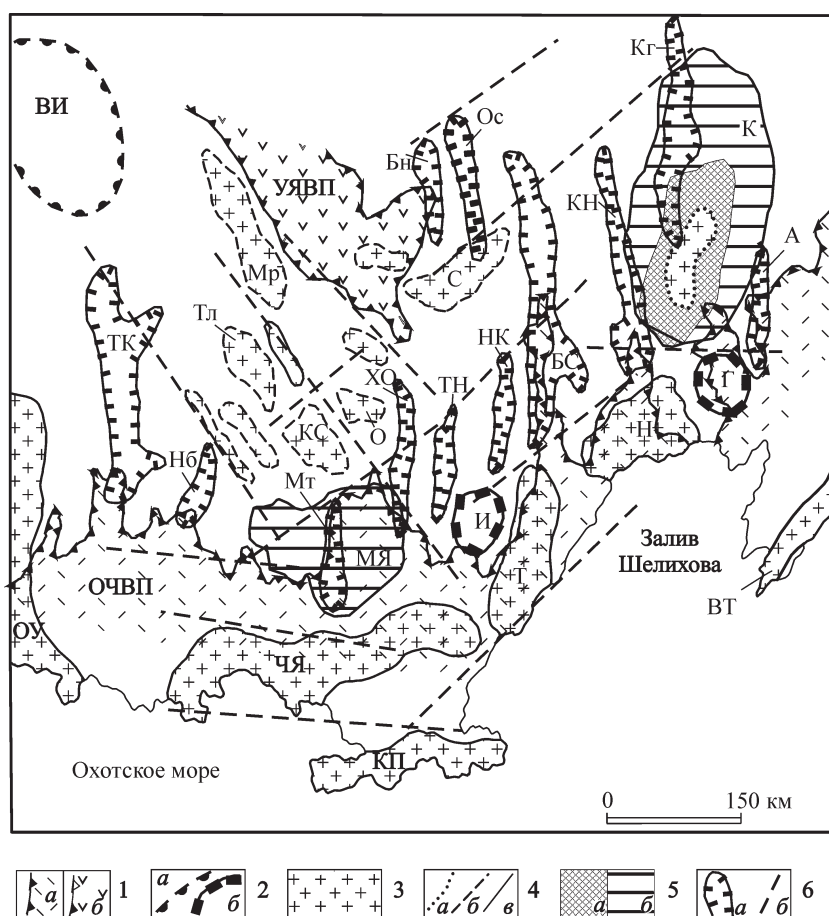 Кг
ВИ
Ос
К
Бн
УЯВП
КН
А
Мр
С
Тл
ТК
НК
Г
ХО
ТН
БС
КС
О
Н
Нб
Мт
И
МЯ
Залив
Шелихова
ОЧВП
Т
ВТ
ОУ
ЧЯ
КП
Охотское море
0 150 км
а б 1 а б 2 3 а б в 4 а б 5 а б 6